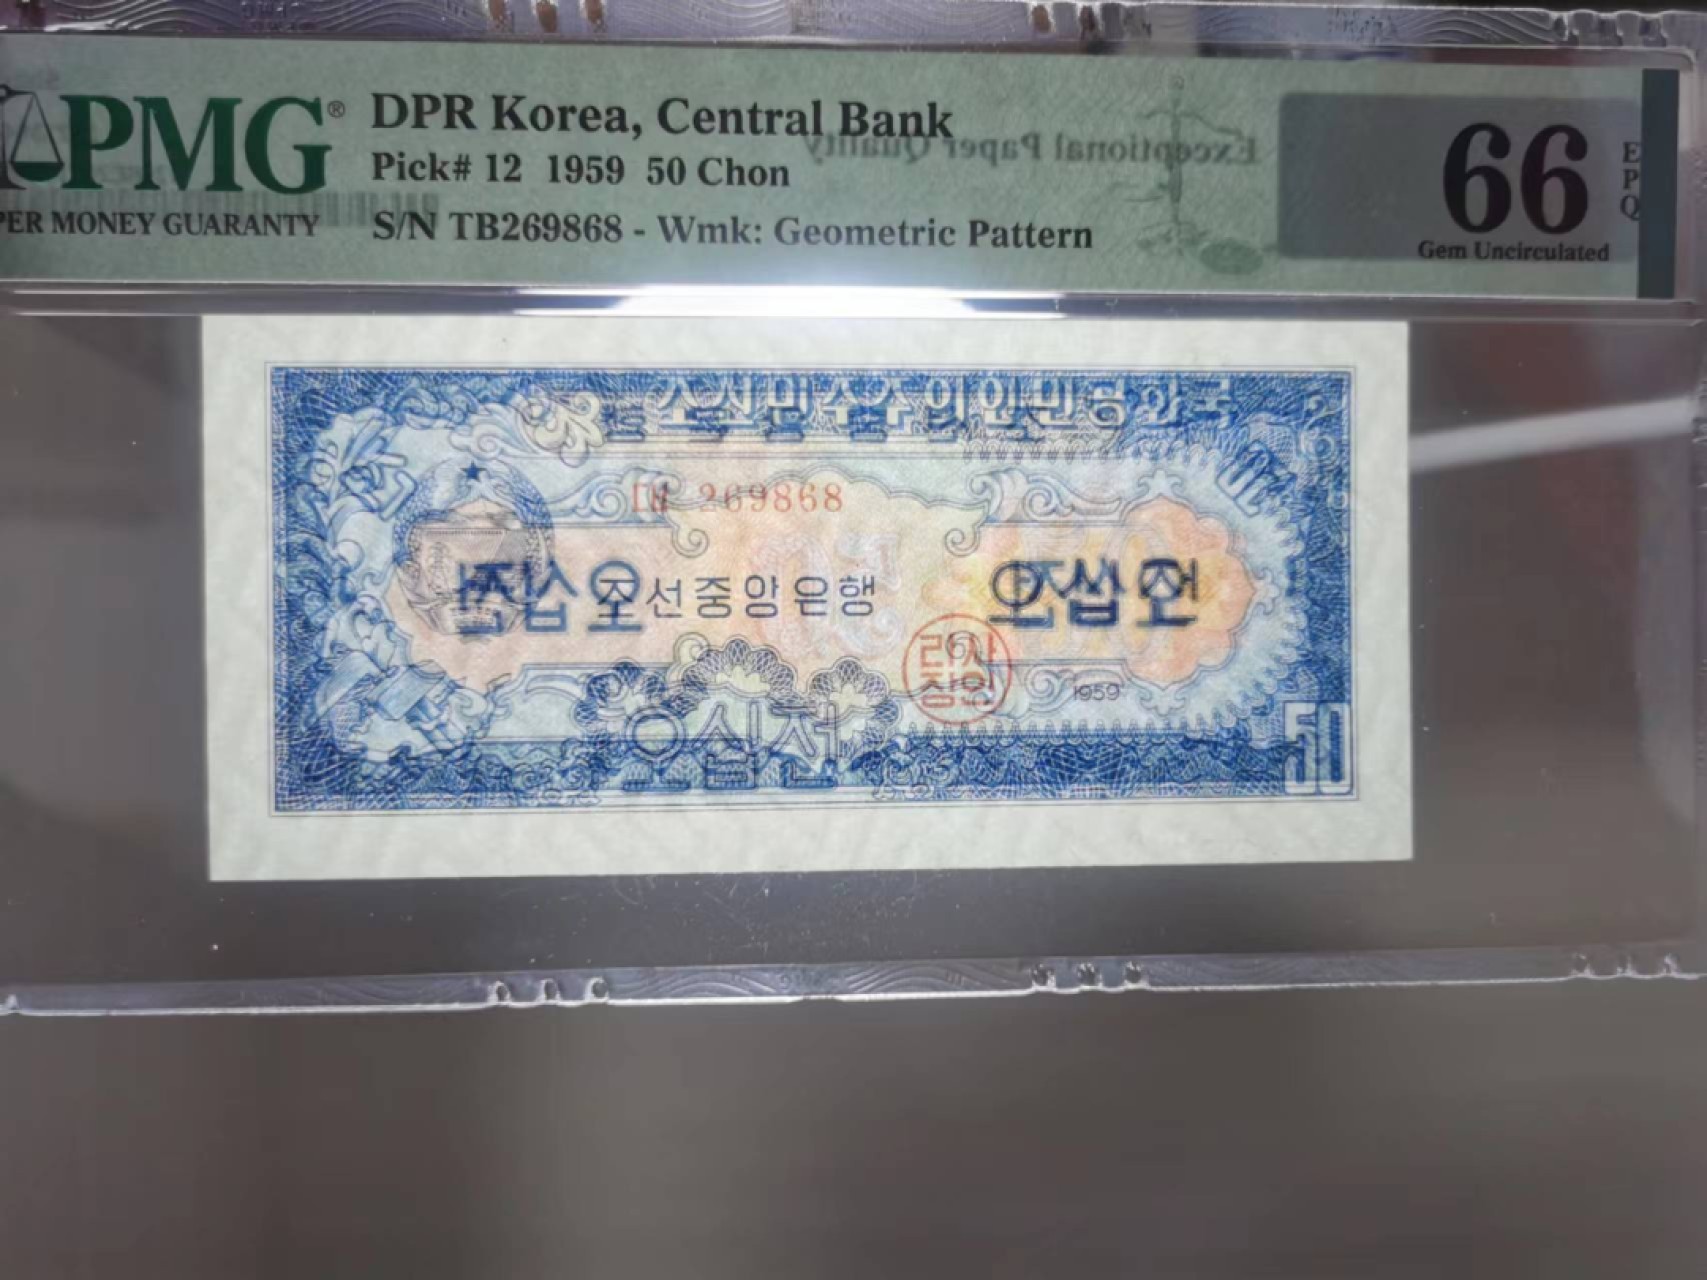 PMG®
PER MONEY GUARANTY
DPR Korea, Central Bank
Pick# 12 1959 50 Chon
S/N TB269868 - Wmk: Geometric Pattern
Exceptional Paper Quality
66
EPQ
Gem Uncirculated
조선민주주의인민공화국
269868
조선중앙은행
오십전
1959
오십전
50